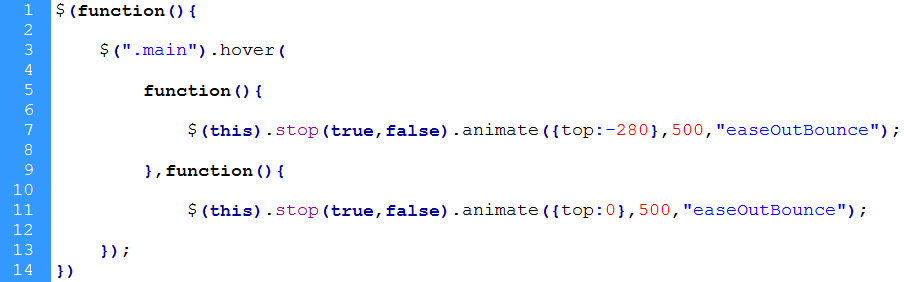 1 $(function(){
2
3 $(".main").hover(
4
5 function(){
6
7 $(this).stop(true,false).animate({top:-280},500,"easeOutBounce");
8
9 },function(){
10
11 $(this).stop(true,false).animate({top:0},500,"easeOutBounce");
12
13 });
14 })